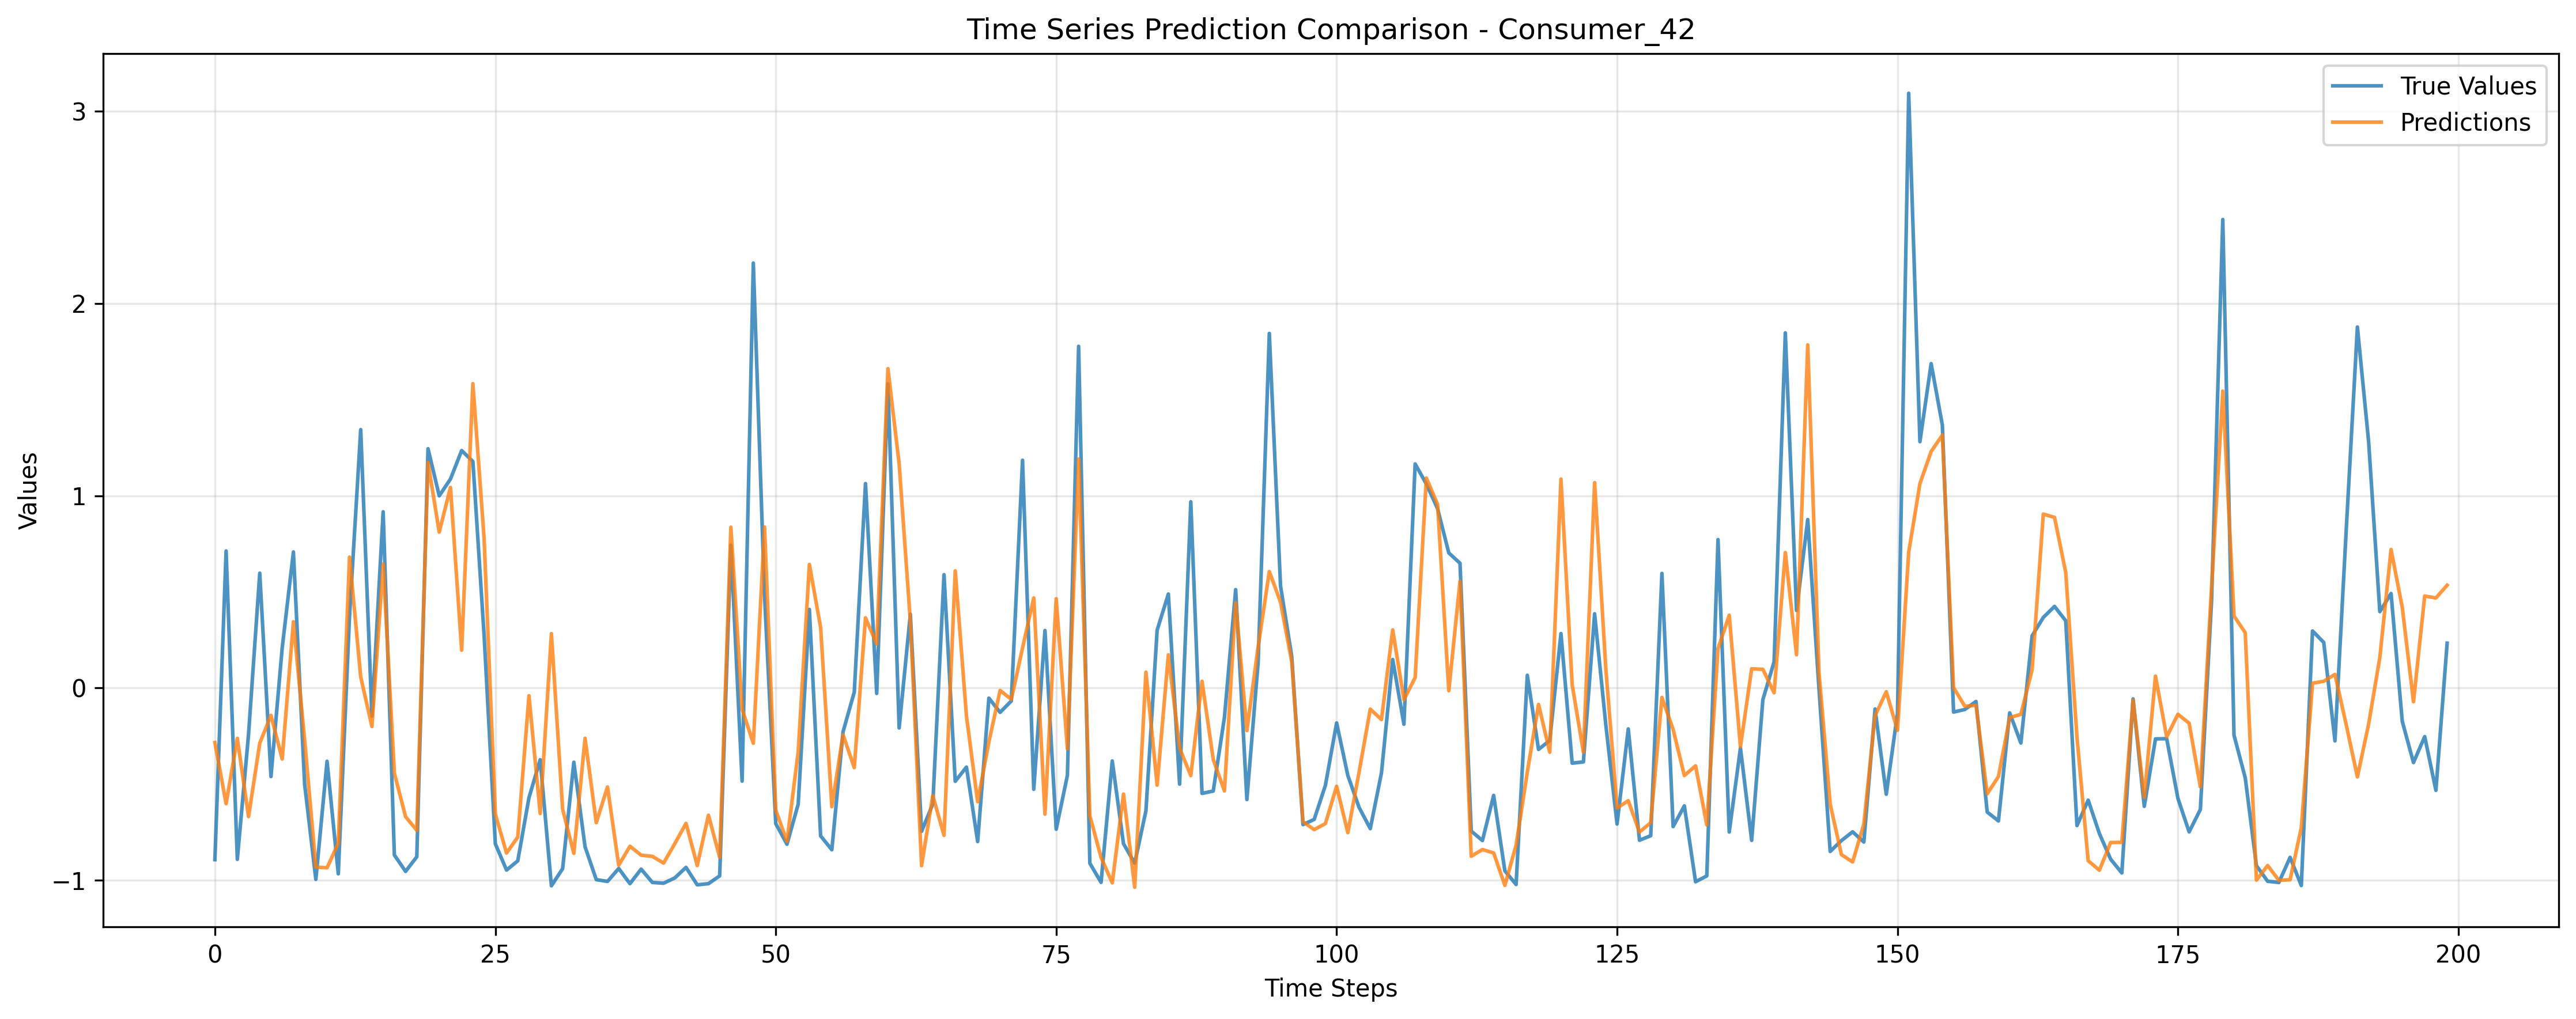 Time Series Prediction Comparison - Consumer_42
True Values
Predictions
Values
3
2
1
0
−1
0 25 50 75 100 125 150 175 200
Time Steps